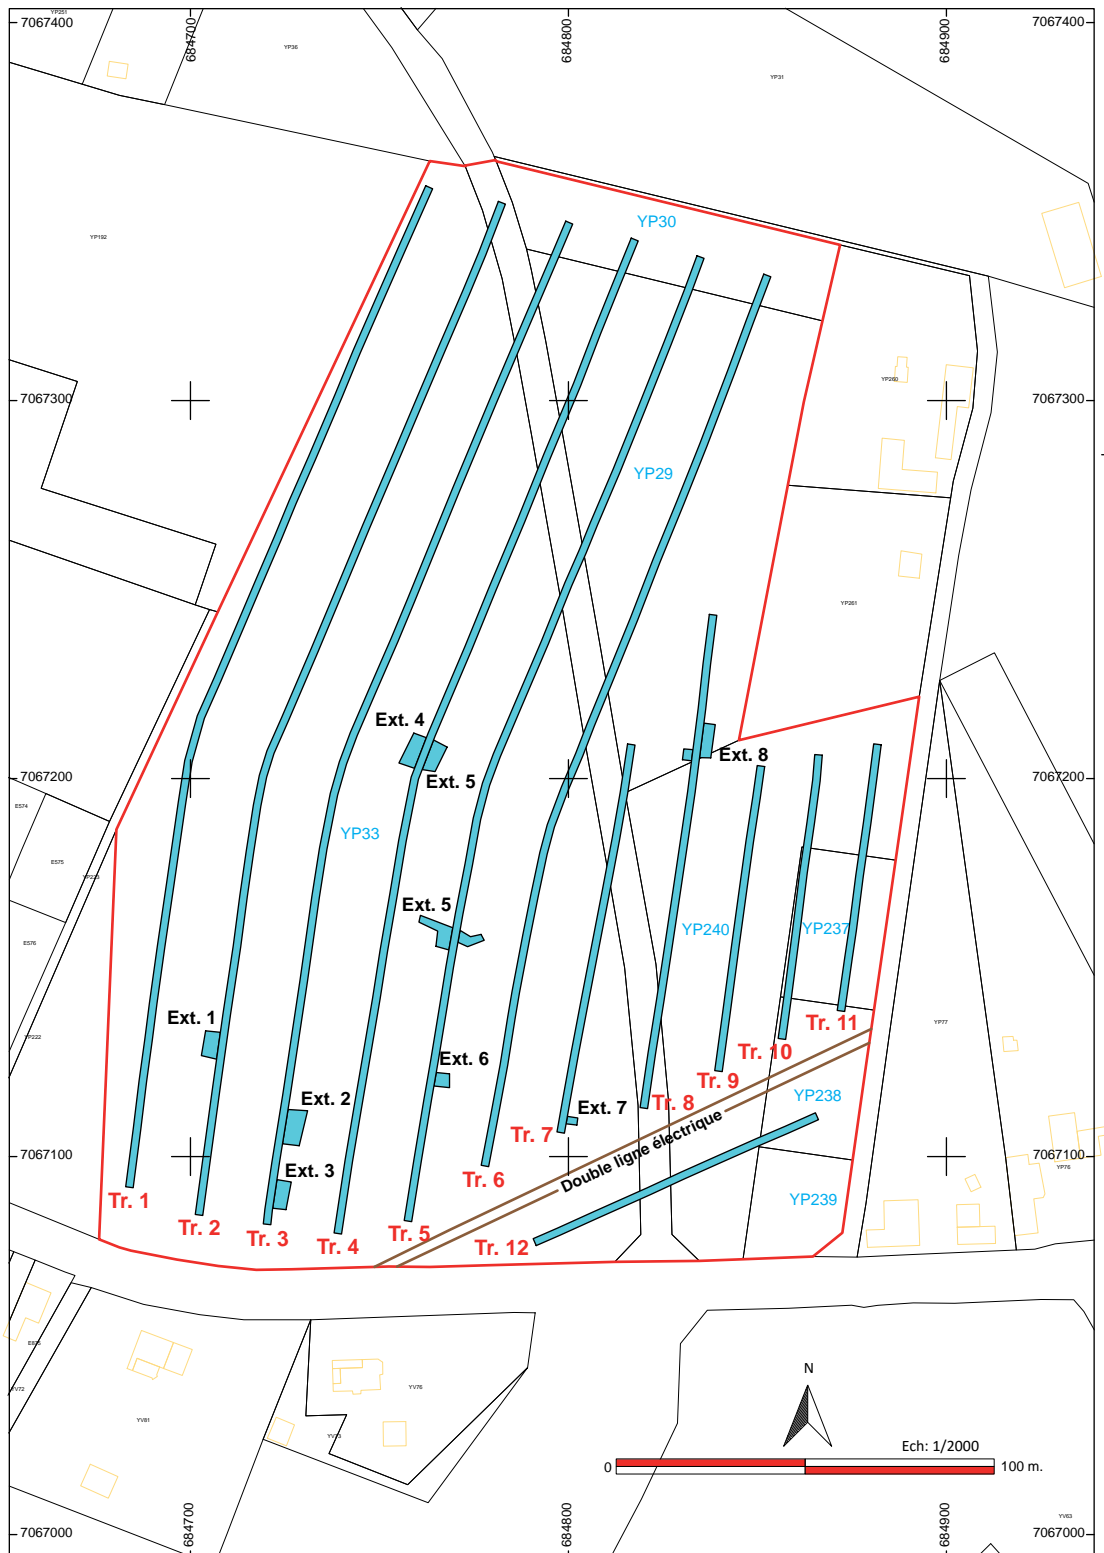 7067400
684700
684800
684900
7067400
YP251
YP36
YP31
YP192
YP30
7067300
YP260
7067300
YP29
YP261
Ext. 4
Ext. 8
Ext. 5
7067200
7067200
E574
YP33
E575
YP223
Ext. 5
E576
YP240
YP237
YP222
Ext. 1
Tr. 11
YP77
Tr. 10
Ext. 6
Tr. 9
YP238
Ext. 2
Ext. 7
Tr. 8
Tr. 7
Double ligne électrique
7067100
7067100
Ext. 3
Tr. 6
YP76
Tr. 1
YP239
Tr. 2
Tr. 3
Tr. 4
Tr. 5
Tr. 12
YV72
YV76
YV81
N
Ech: 1/2000
0
100 m.
YV63
7067000
684700
684800
684900
7067000